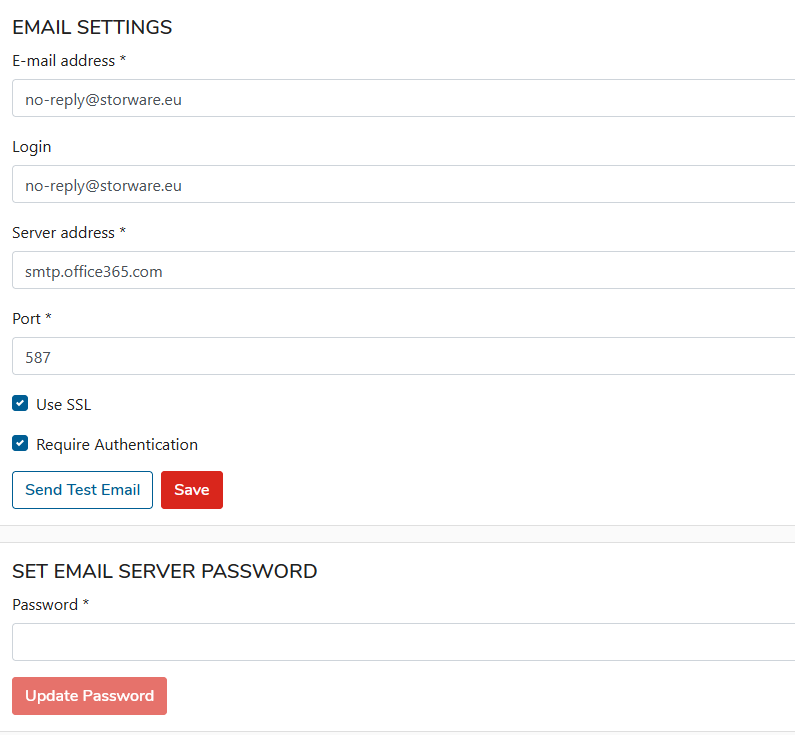 EMAIL SETTINGS
E-mail address *
no-reply@storware.eu
Login
no-reply@storware.eu
Server address *
smtp.office365.com
Port *
587
Use SSL
Require Authentication
Send Test Email Save
SET EMAIL SERVER PASSWORD
Password *
Update Password